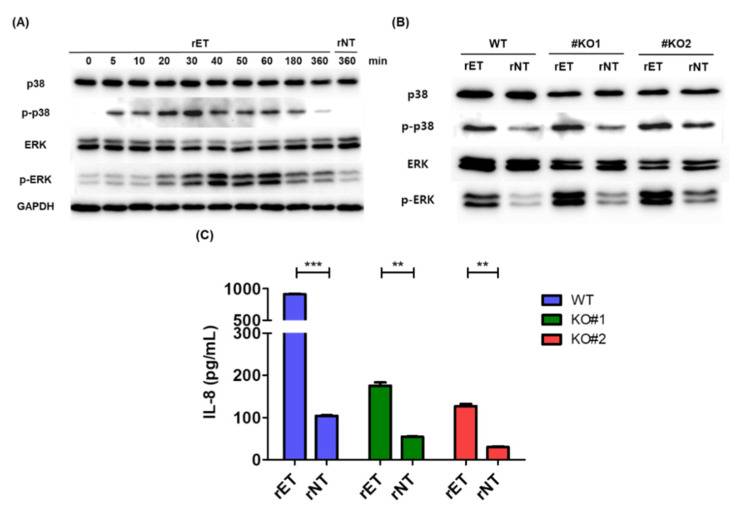 (A)
rET rNT
0 5 10 20 30 40 50 60 180 360 360 min
p38
p-p38
ERK
p-ERK
GAPDH
(B)
WT #KO1 #KO2
rET rNT rET rNT rET rNT
p38
p-p38
ERK
p-ERK
(C)
*** ** **
1000
500
300
200
100
0
IL-8 (pg/mL)
rET rNT rET rNT rET rNT
WT
KO#1
KO#2